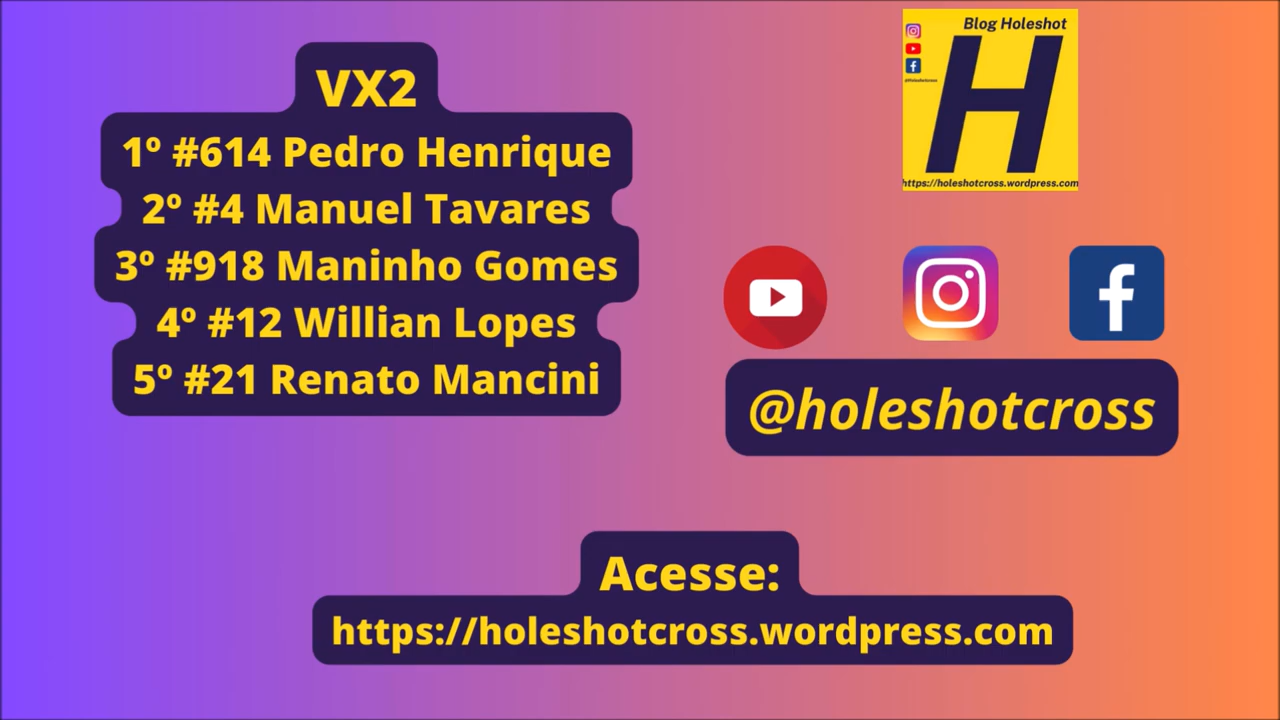 VX2
1º #614 Pedro Henrique
2º #4 Manuel Tavares
3º #918 Maninho Gomes
4º #12 Willian Lopes
5º #21 Renato Mancini
Blog Holeshot
H
@holeshotcross
https://holeshotcross.wordpress.com
@holeshotcross
Acesse:
https://holeshotcross.wordpress.com